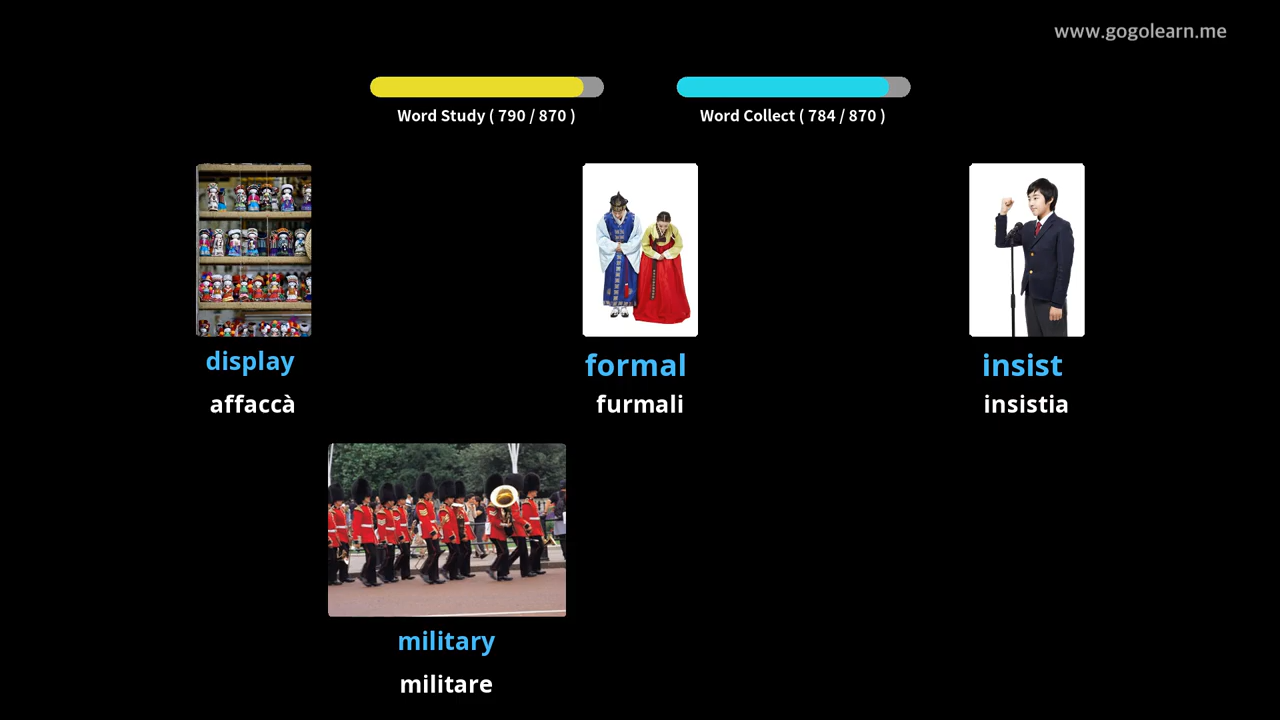 www.gogolearn.me
Word Study ( 790 / 870 )
Word Collect ( 784 / 870 )
display
affaccà
formal
furmali
insist
insistia
military
militare